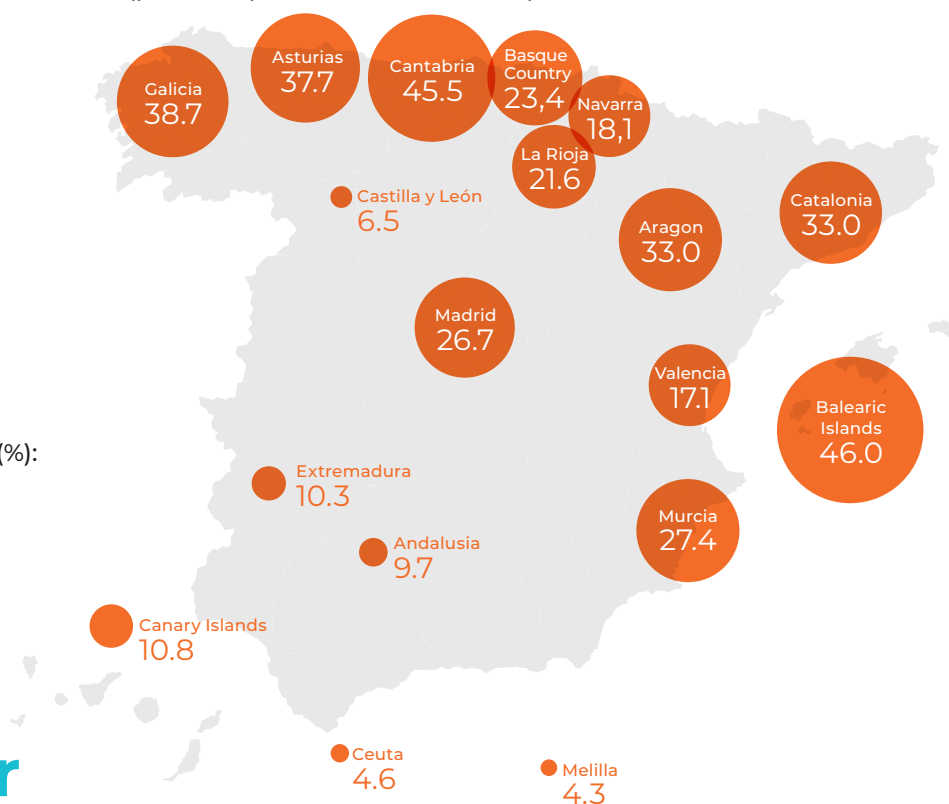 Asturias
37.7
Cantabria
45.5
Basque
Country
23,4
Galicia
38.7
Navarra
18,1
La Rioja
21.6
Castilla y León
6.5
Catalonia
33.0
Aragon
33.0
Madrid
26.7
Valencia
17.1
Balearic
Islands
46.0
(%):
Extremadura
10.3
Murcia
27.4
Andalusia
9.7
Canary Islands
10.8
r
Ceuta
4.6
Melilla
4.3